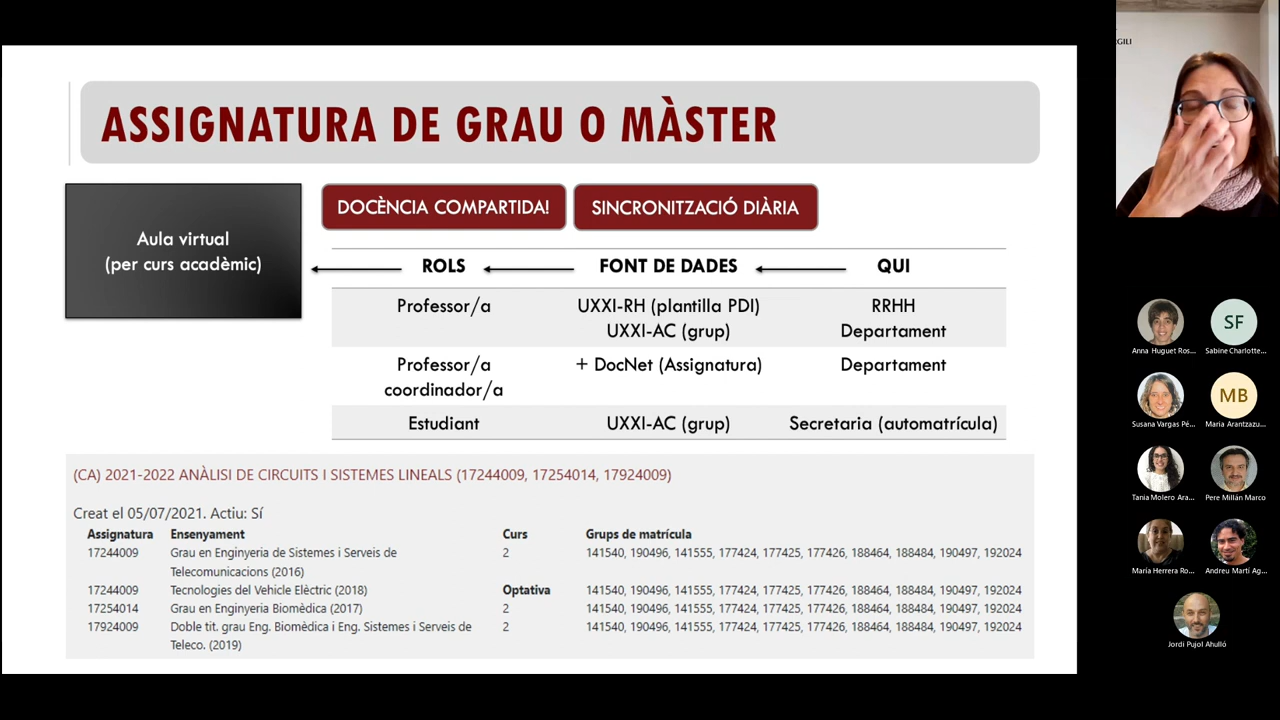 ASSIGNATURA DE GRAU O MÀSTER
Aula virtual
(per curs acadèmic)
DOCÈNCIA COMPARTIDA!
SINCRONITZACIÓ DIÀRIA
ROLS FONT DE DADES QUI
Professor/a UXXI-RH (plantilla PDI) RRHH
UXXI-AC (grup) Departament
Professor/a + DocNet (Assignatura) Departament
coordinador/a
Estudiant UXXI-AC (grup) Secretaria (automatrícula)
(CA) 2021-2022 ANÀLISI DE CIRCUITS I SISTEMES LINEALS (17244009, 17254014, 17924009)
Creat el 05/07/2021. Actiu: Sí
Assignatura Ensenyament Curs Grups de matrícula
17244009 Grau en Enginyeria de Sistemes i Serveis de 2 141540, 190496, 141555, 177424, 177425, 177426, 188464, 188484, 190497, 192024
Telecomunicacions (2016)
17244009 Tecnologies del Vehicle Elèctric (2018) Optativa 141540, 190496, 141555, 177424, 177425, 177426, 188464, 188484, 190497, 192024
17254014 Grau en Enginyeria Biomèdica (2017) 2 141540, 190496, 141555, 177424, 177425, 177426, 188464, 188484, 190497, 192024
17924009 Doble tit. grau Eng. Biomèdica i Eng. Sistemes i Serveis de 2 141540, 190496, 141555, 177424, 177425, 177426, 188464, 188484, 190497, 192024
Teleco. (2019)
GILI
SF
Anna Huguet Ros... Sabine Charlotte...
MB
Susana Vargas Pé... Maria Arantzazu...
Tania Molero Ara... Pere Millán Marco
María Herrera Ro... Andreu Martí Ag...
Jordi Pujol Ahulló